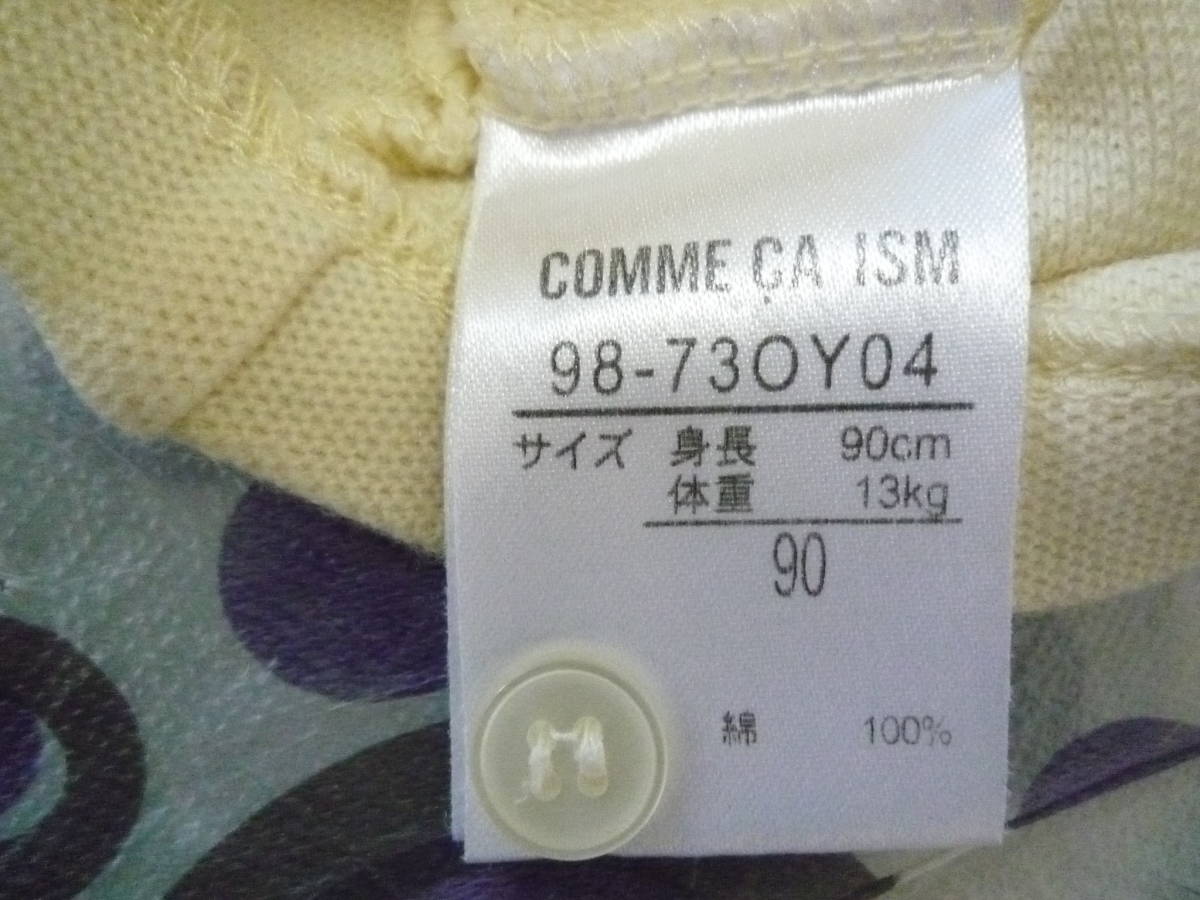 COMME ÇA ISM
98-73OY04
サイズ 身長 90cm
体重 13kg
90
綿 100%